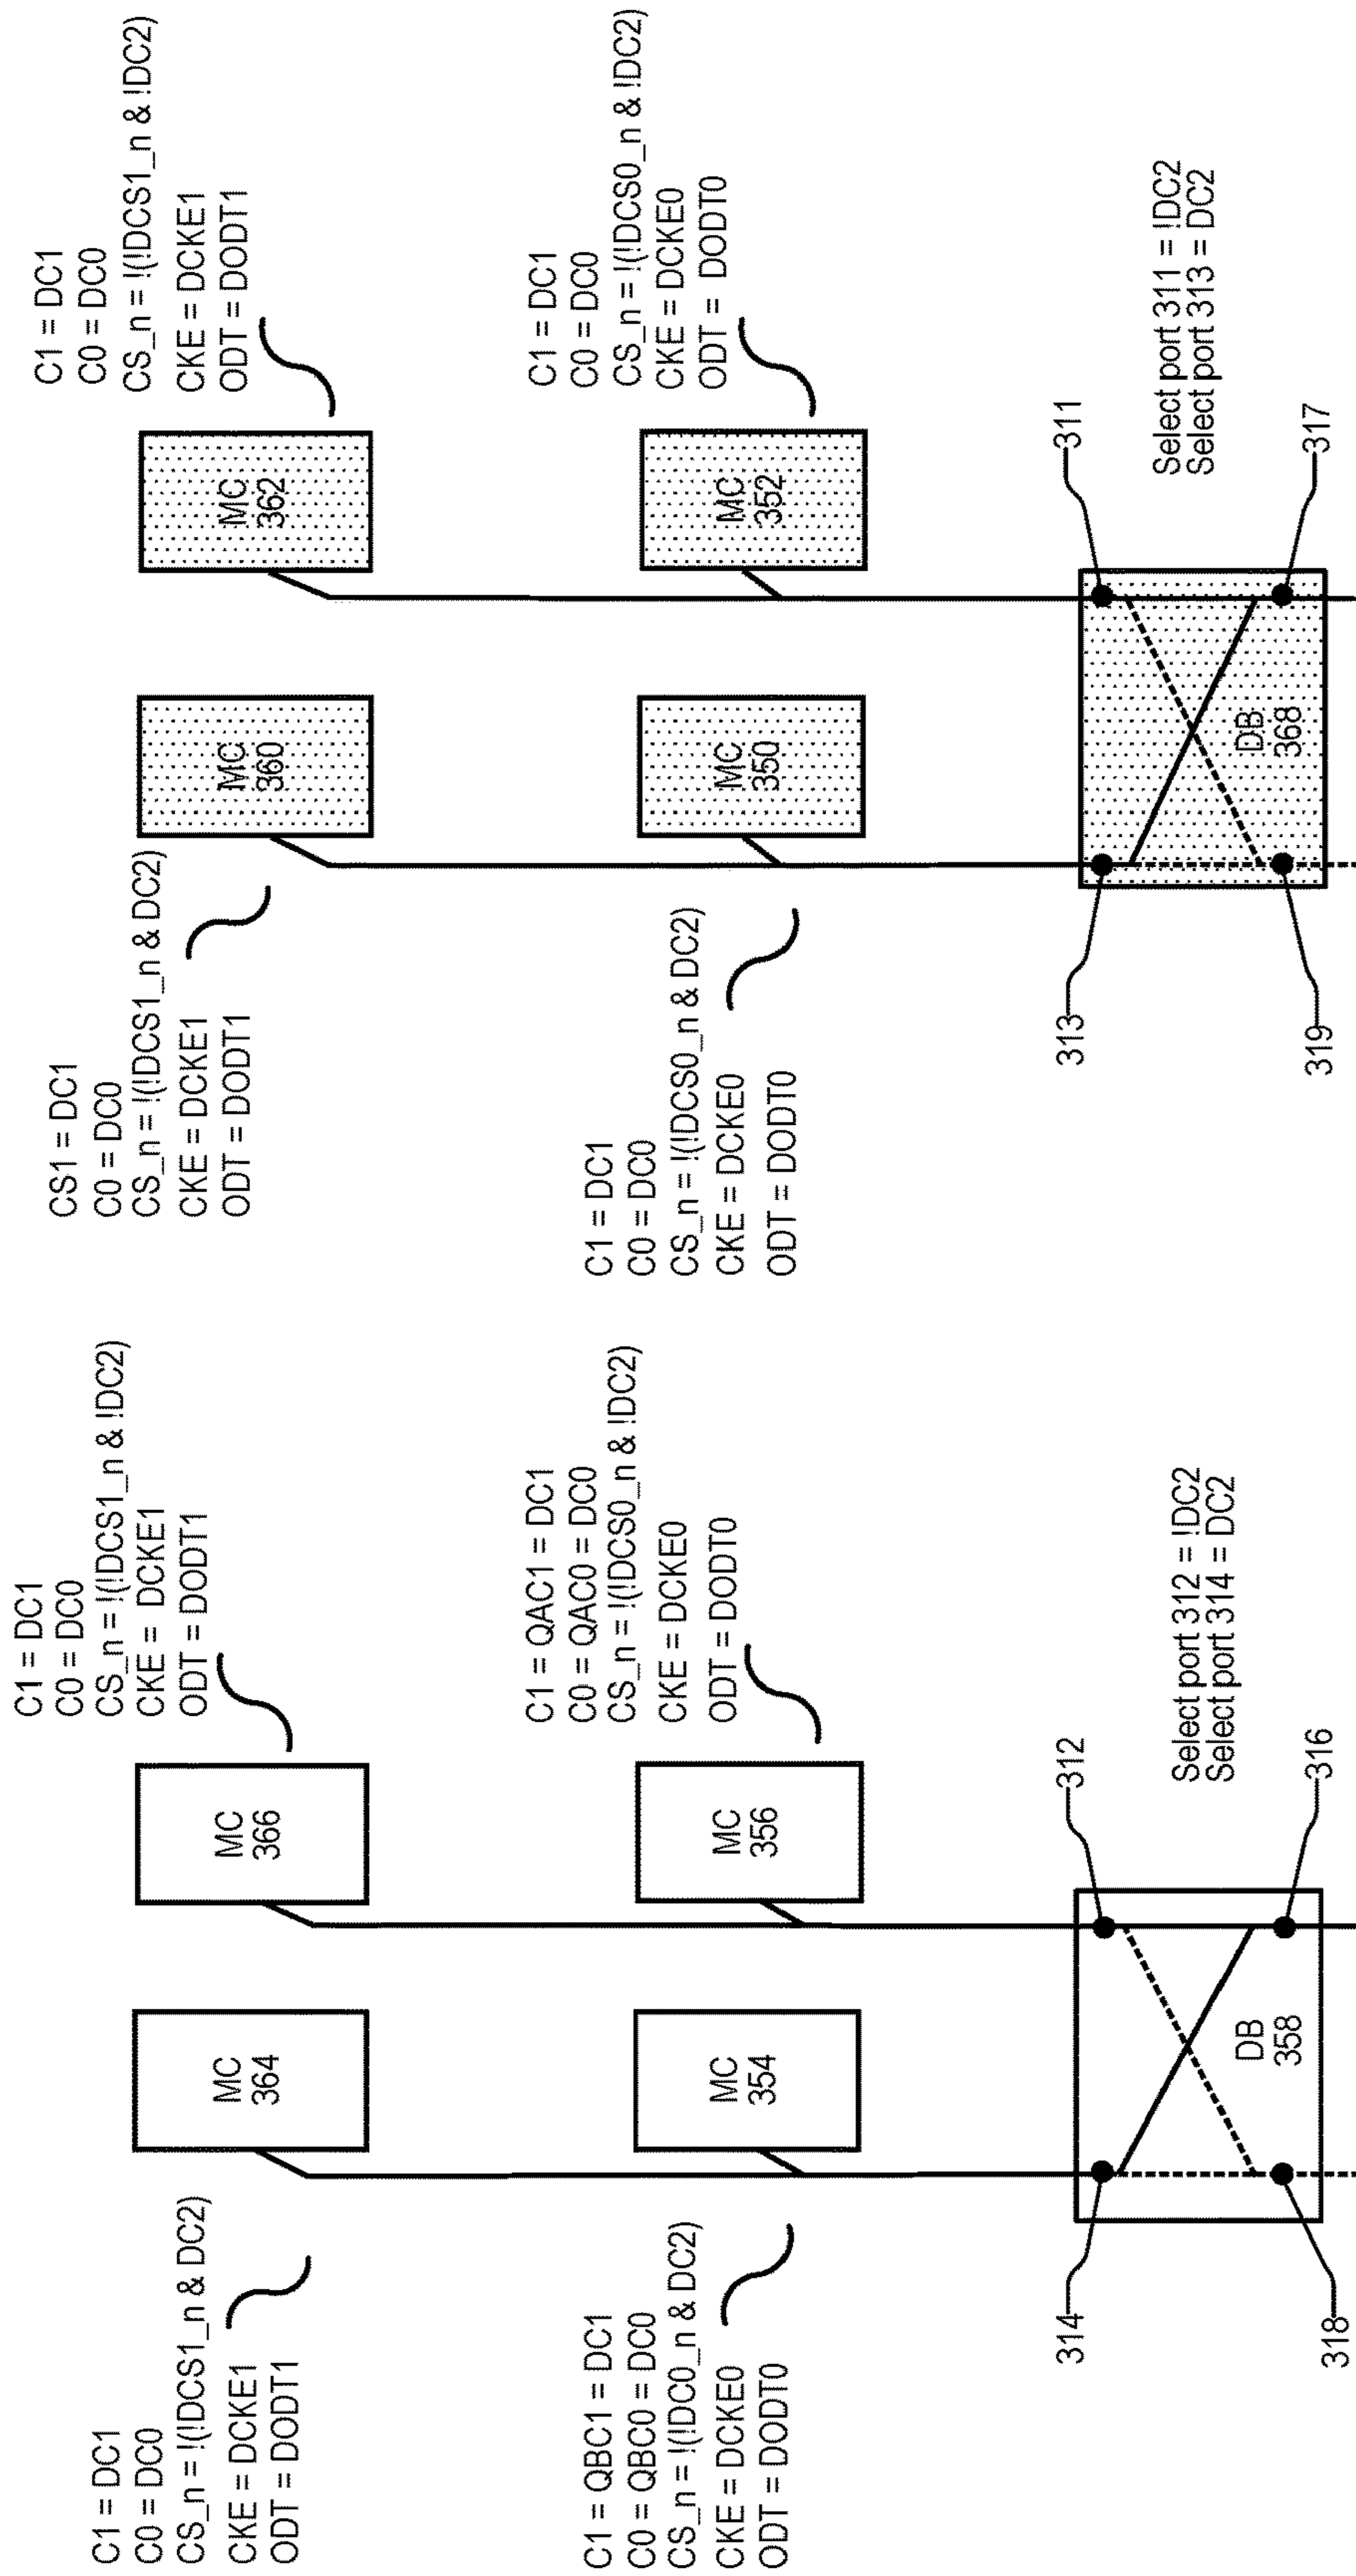 C1 = DC1
C0 = DC0
CS_n = !(!DCS1_n & DC2)
CKE = DCKE1
ODT = DODT1
MC
364
C1 = DC1
C0 = DC0
CS_n = !(!DCS1_n & !DC2)
CKE = DCKE1
ODT = DODT1
MC
366
CS1 = DC1
C0 = DC0
CS_n = !(!DCS1_n & DC2)
CKE = DCKE1
ODT = DODT1
MC
360
C1 = DC1
C0 = DC0
CS_n = !(!DCS1_n & !DC2)
CKE = DCKE1
ODT = DODT1
MC
362
C1 = QBC1 = DC1
C0 = QBC0 = DC0
CS_n = !(!DC0_n & DC2)
CKE = DCKE0
ODT = DODT0
MC
354
C1 = QAC1 = DC1
C0 = QAC0 = DC0
CS_n = !(!DCS0_n & !DC2)
CKE = DCKE0
ODT = DODT0
MC
356
C1 = DC1
C0 = DC0
CS_n = !(!DCS0_n & DC2)
CKE = DCKE0
ODT = DODT0
MC
350
C1 = DC1
C0 = DC0
CS_n = !(!DCS0_n & !DC2)
CKE = DCKE0
ODT = DODT0
MC
352
314
312
DB
358
Select port 312 = !DC2
Select port 314 = DC2
318
316
313
311
DB
368
Select port 311 = !DC2
Select port 313 = DC2
319
317